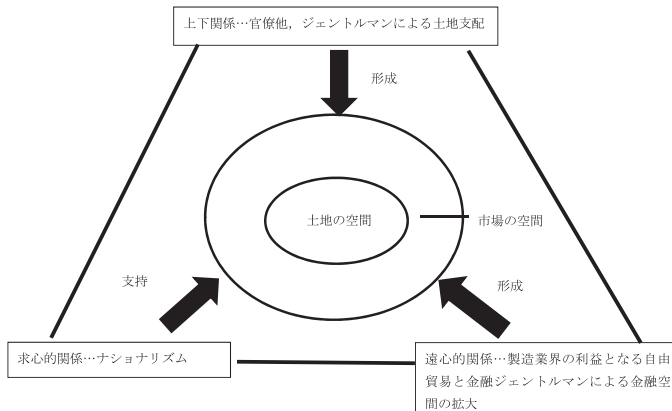 上下関係…官僚他，ジェントルマンによる土地支配
形成
土地の空間
市場の空間
支持
形成
求心的関係…ナショナリズム
遠心的関係…製造業界の利益となる自由
貿易と金融ジェントルマンによる金融空
間の拡大